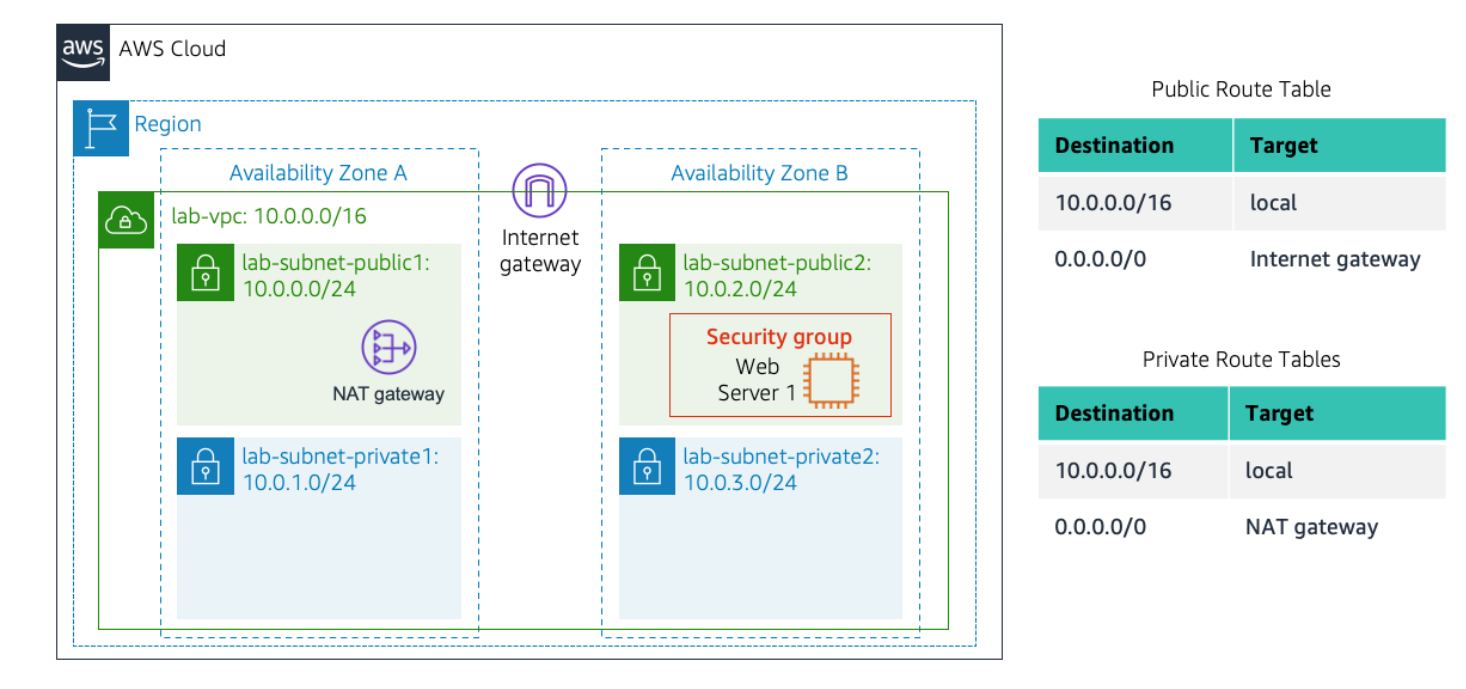 aws
AWS Cloud
Region
Availability Zone A
Availability Zone B
lab-vpc: 10.0.0.0/16
Internet
gateway
lab-subnet-public1:
10.0.0.0/24
NAT gateway
lab-subnet-public2:
10.0.2.0/24
Security group
Web
Server 1
lab-subnet-private1:
10.0.1.0/24
lab-subnet-private2:
10.0.3.0/24
Public Route Table
Destination Target
10.0.0.0/16 local
0.0.0.0/0 Internet gateway
Private Route Tables
Destination Target
10.0.0.0/16 local
0.0.0.0/0 NAT gateway